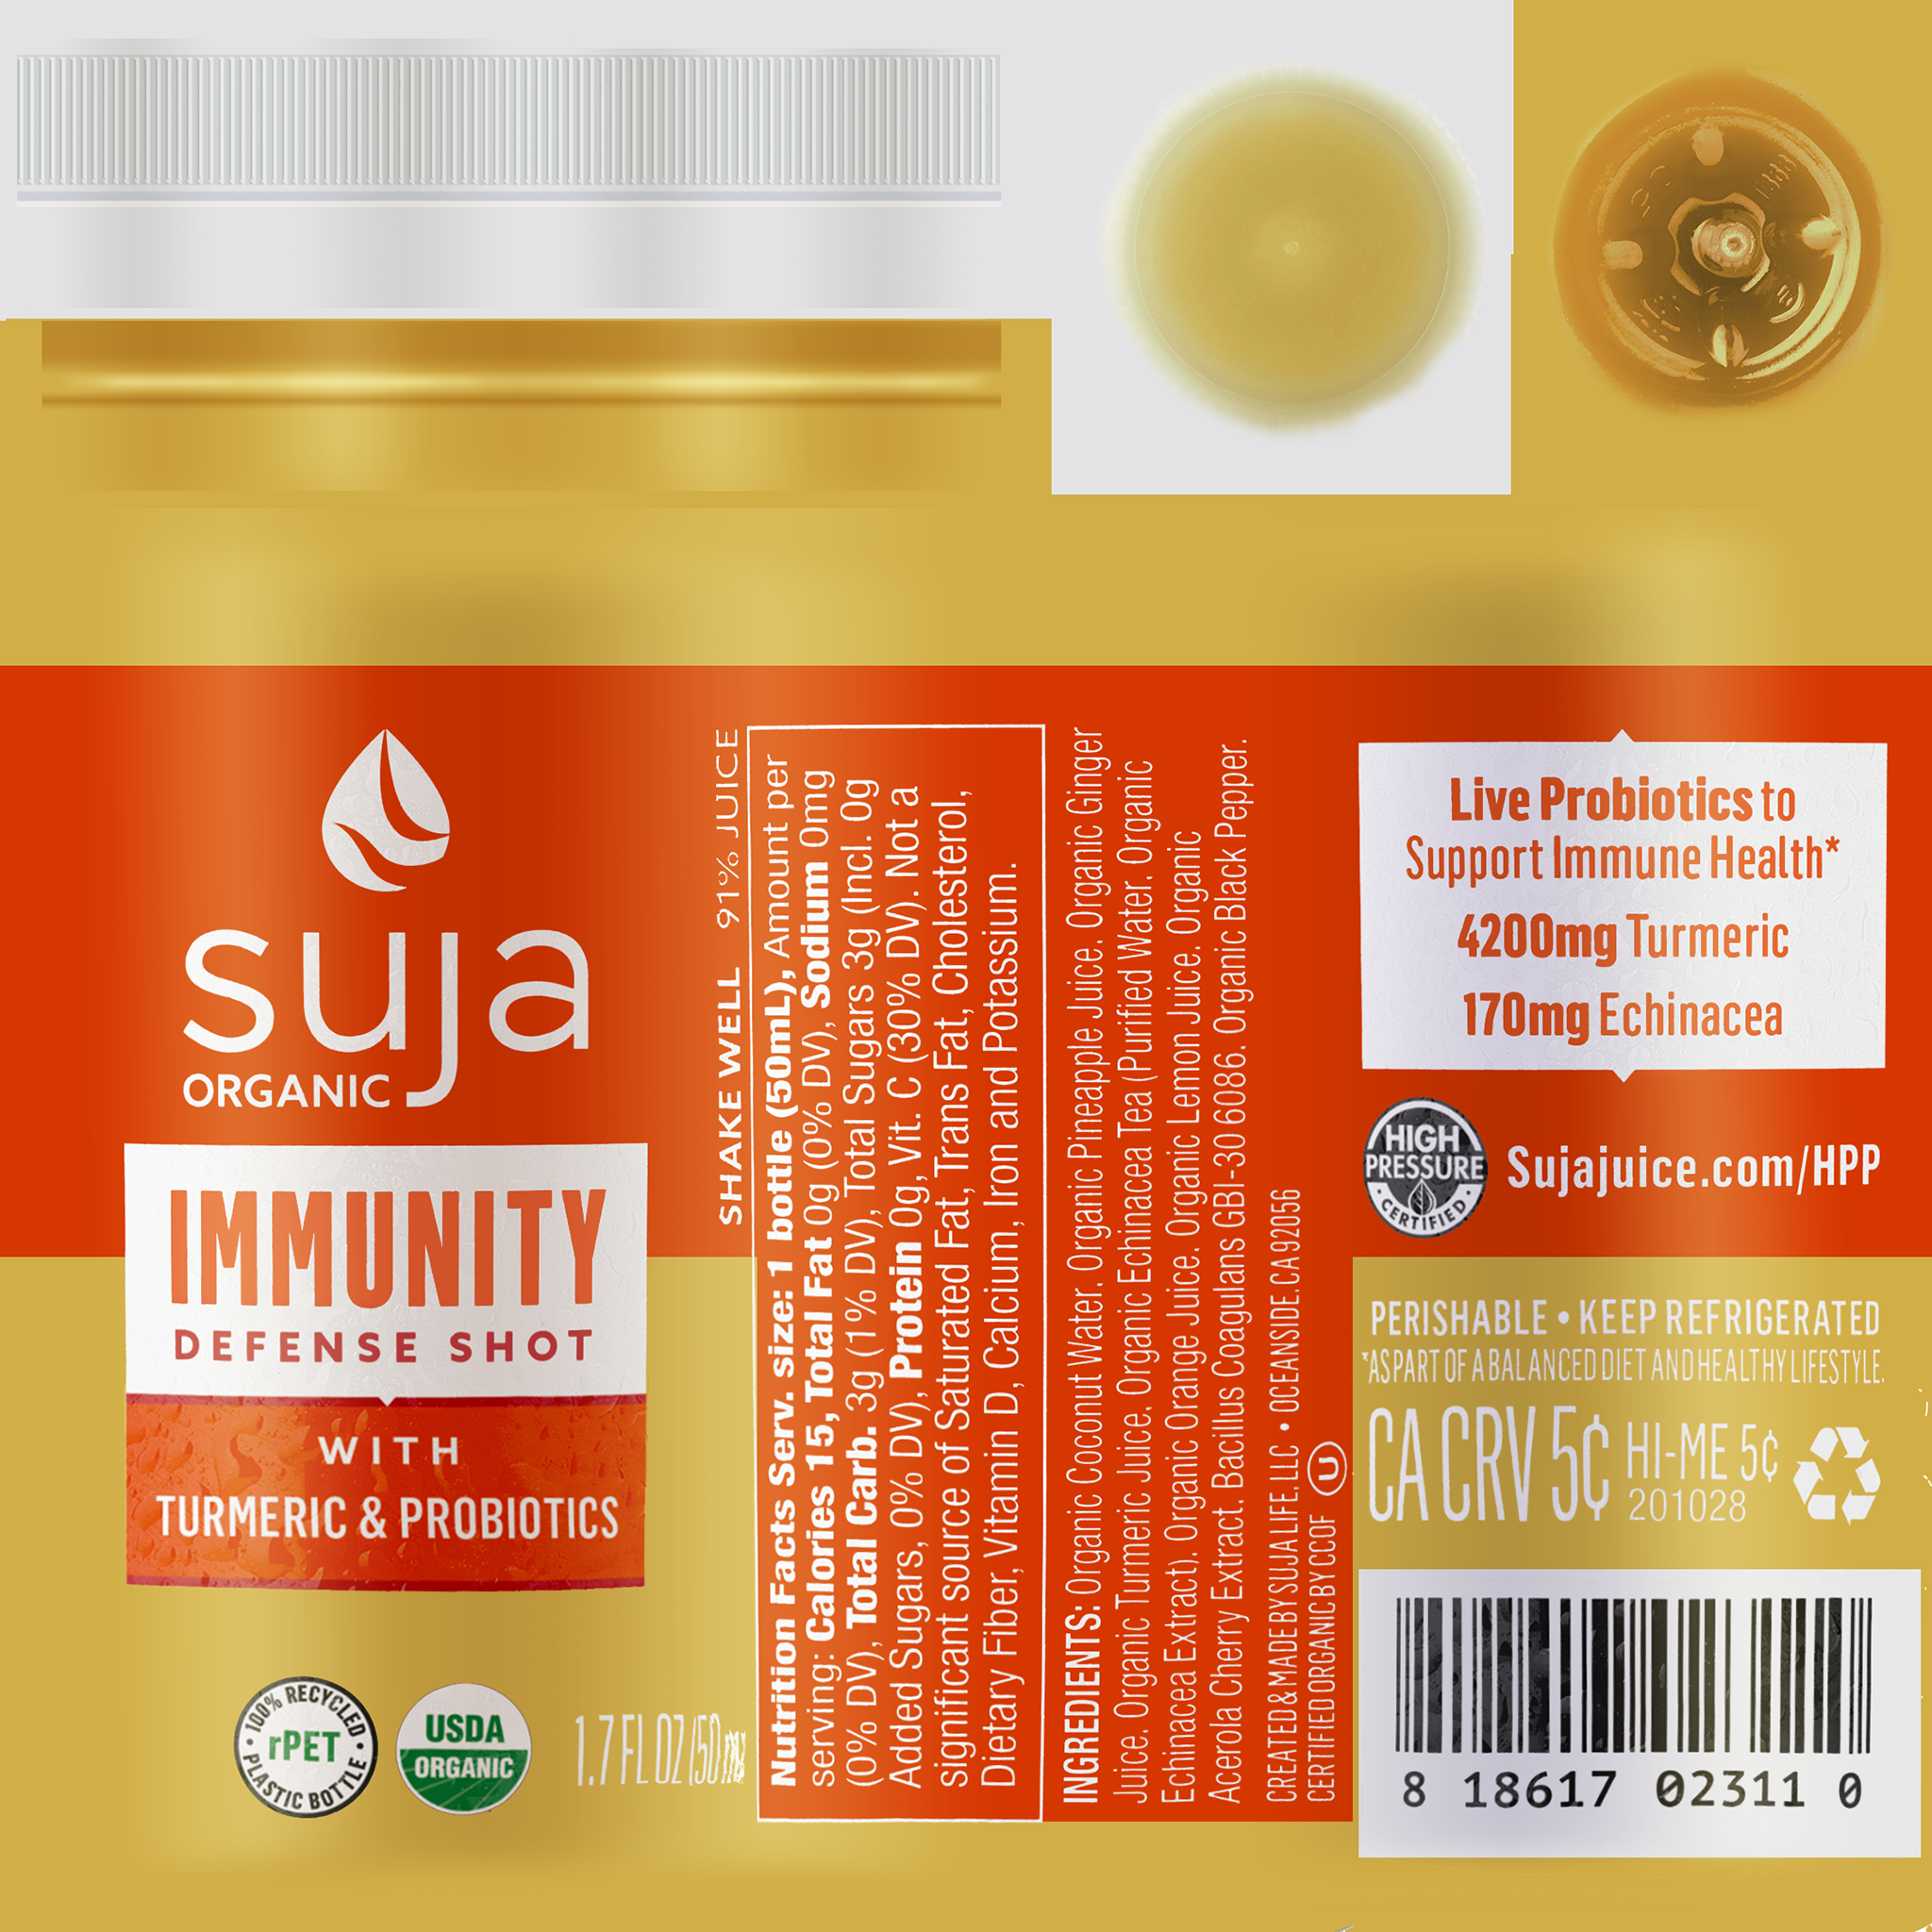 suja
ORGANIC
IMMUNITY
DEFENSE SHOT
WITH
TURMERIC & PROBIOTICS
100% RECYCLED
rPET
PLASTIC BOTTLE
USDA
ORGANIC
1.7 FL OZ (50mL
SHAKE WELL 91% JUICE
Nutrition Facts Serv. size: 1 bottle (50mL), Amount per
serving: Calories 15, Total Fat 0g (0% DV), Sodium 0mg
(0% DV), Total Carb. 3g (1% DV), Total Sugars 3g (Incl. 0g
Added Sugars, 0% DV), Protein 0g, Vit. C (30% DV). Not a
significant source of Saturated Fat, Trans Fat, Cholesterol,
Dietary Fiber, Vitamin D, Calcium, Iron and Potassium.
INGREDIENTS: Organic Coconut Water, Organic Pineapple Juice, Organic Ginger
Juice, Organic Turmeric Juice, Organic Echinacea Tea (Purified Water, Organic
Echinacea Extract), Organic Orange Juice, Organic Lemon Juice, Organic
Acerola Cherry Extract, Bacillus Coagulans GBI-30 6086, Organic Black Pepper.
CREATED & MADE BY SUJA LIFE, LLC • OCEANSIDE, CA 92056
CERTIFIED ORGANIC BY CCOF U
Live Probiotics to
Support Immune Health*
4200mg Turmeric
170mg Echinacea
HIGH
PRESSURE
CERTIFIED
Sujajuice.com/HPP
PERISHABLE • KEEP REFRIGERATED
*AS PART OF A BALANCED DIET AND HEALTHY LIFESTYLE.
CA CRV 5¢ HI-ME 5¢
201028
8 18617 02311 0